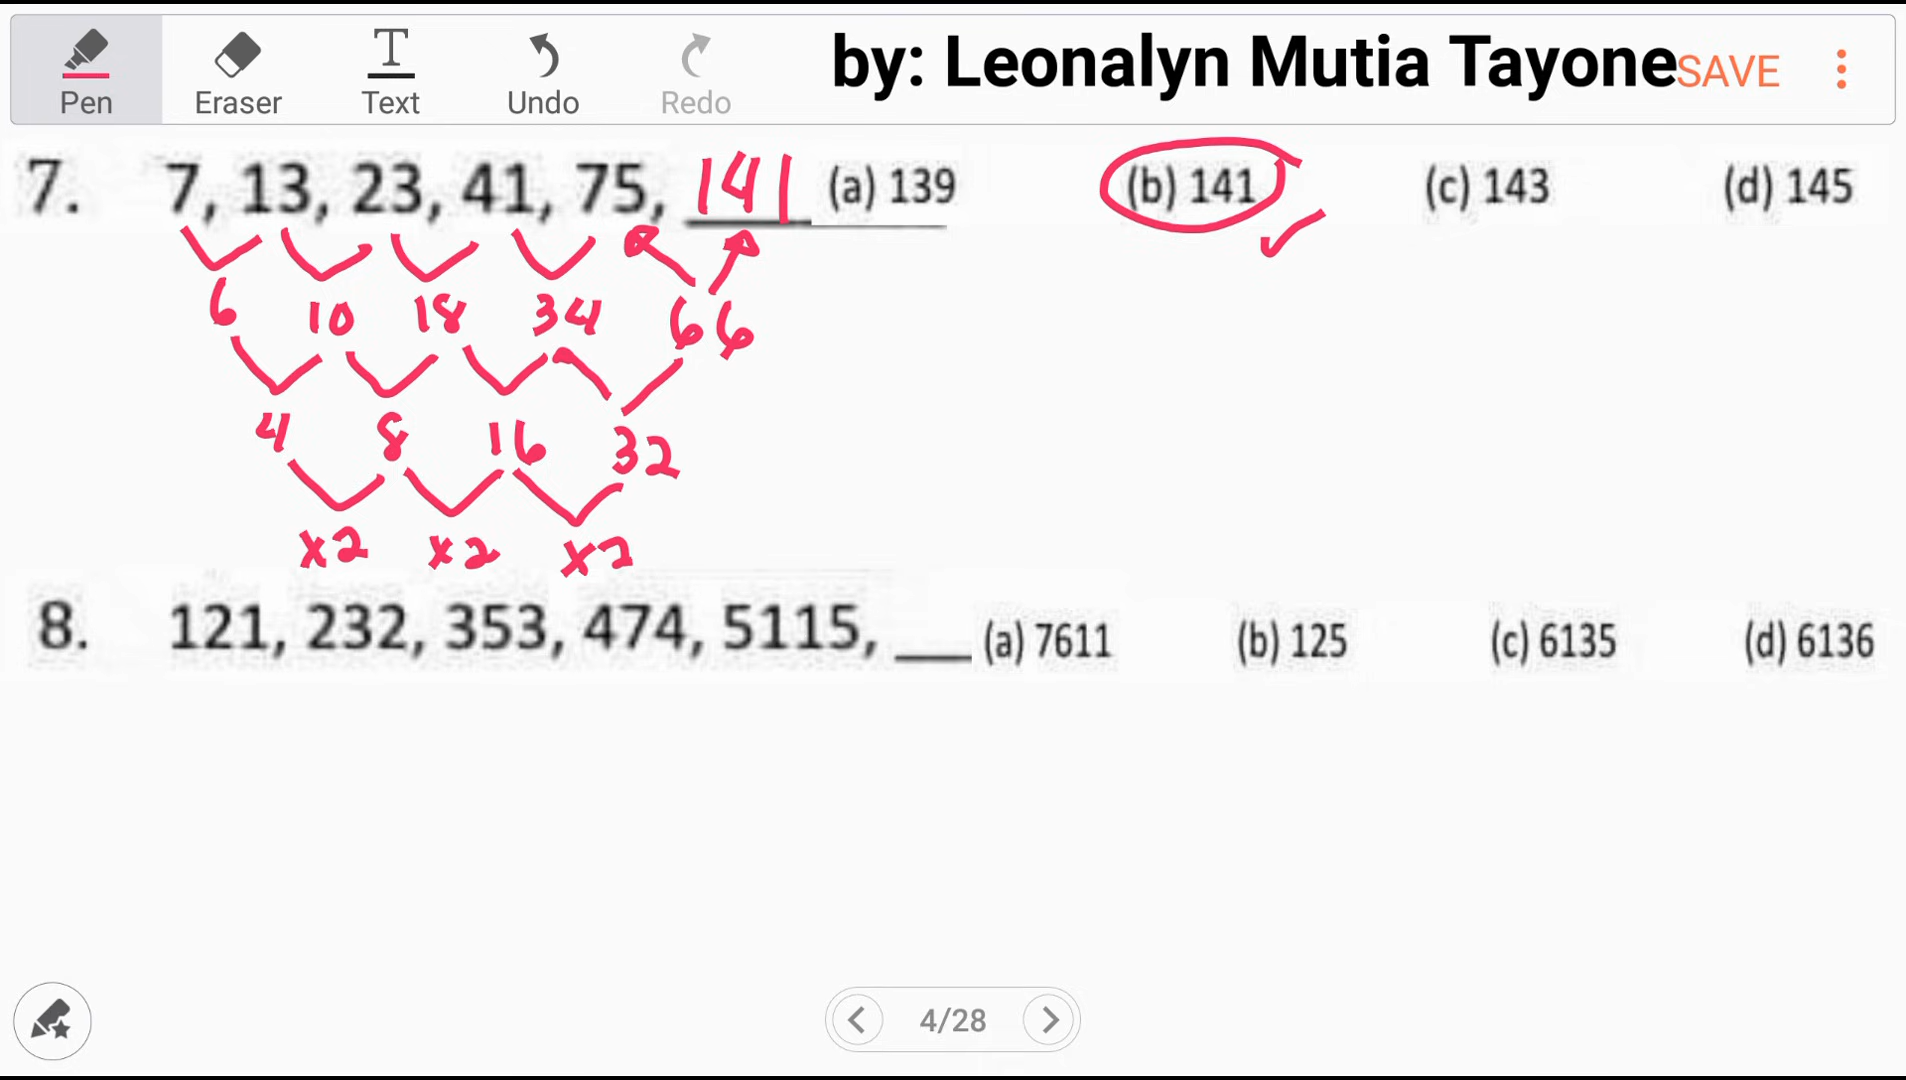 Pen Eraser Text Undo Redo by: Leonalyn Mutia Tayone SAVE
7. 7, 13, 23, 41, 75, 141 (a) 139 (b) 141 (c) 143 (d) 145
6 10 18 34 66
4 8 16 32
x2 x2 x2
8. 121, 232, 353, 474, 5115, ___ (a) 7611 (b) 125 (c) 6135 (d) 6136
4/28